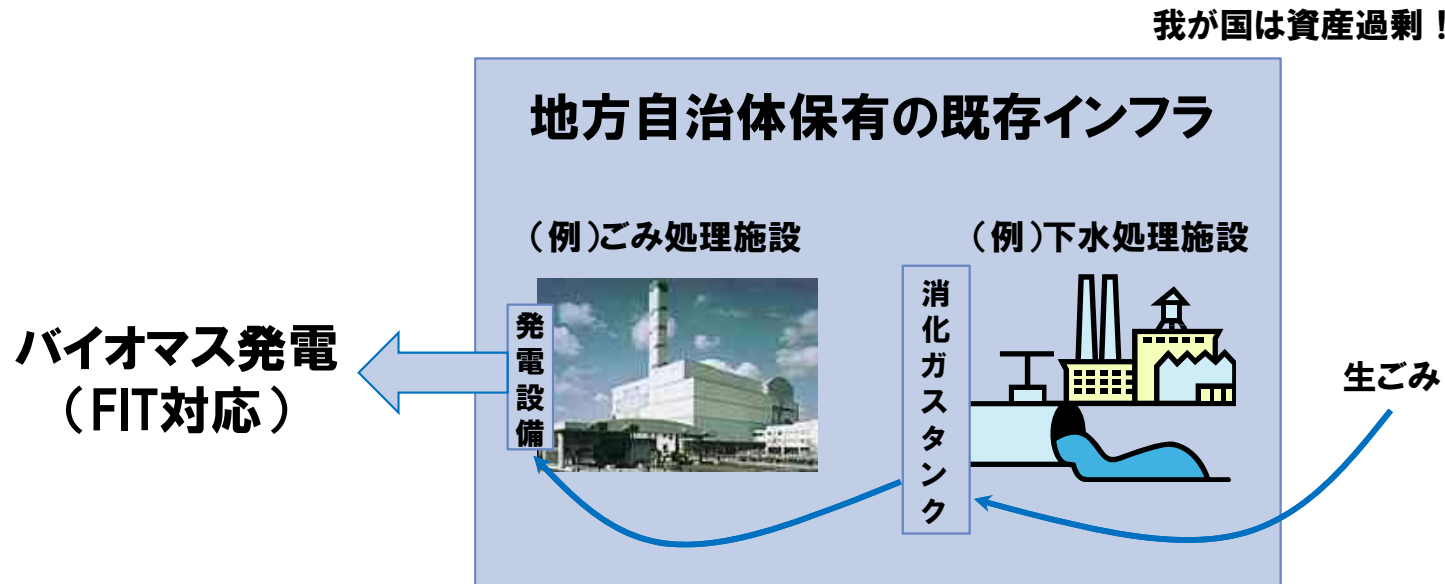 我が国は資産過剰！
地方自治体保有の既存インフラ
（例）ごみ処理施設
（例）下水処理施設
発電設備
消化ガスタンク
バイオマス発電
（FIT対応）
生ごみ